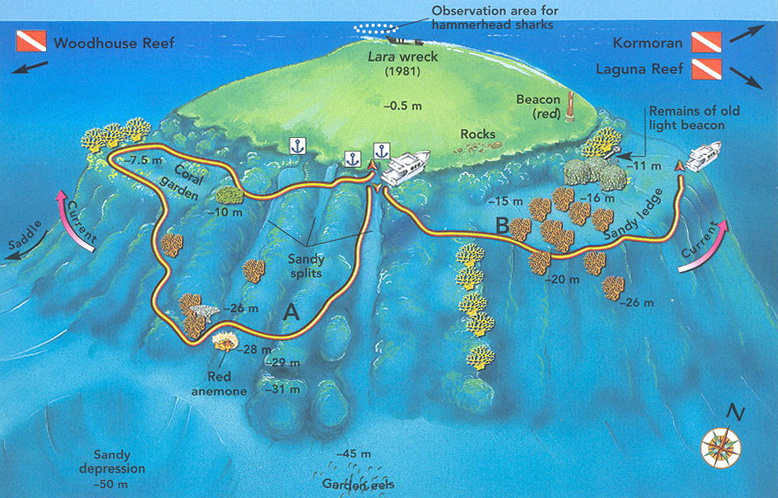 Observation area for
hammerhead sharks
Woodhouse Reef
Kormoran
Laguna Reef
Lara wreck
(1981)
–0.5 m
Beacon
(red)
Remains of old
light beacon
Rocks
–7.5 m
Coral
garden
–10 m
–11 m
–15 m
–16 m
Sandy ledge
B
Current
Saddle
Current
Sandy
splits
–20 m
–26 m
–26 m
A
–28 m
–29 m
–31 m
Red
anemone
N
–45 m
Garden eels
Sandy
depression
–50 m